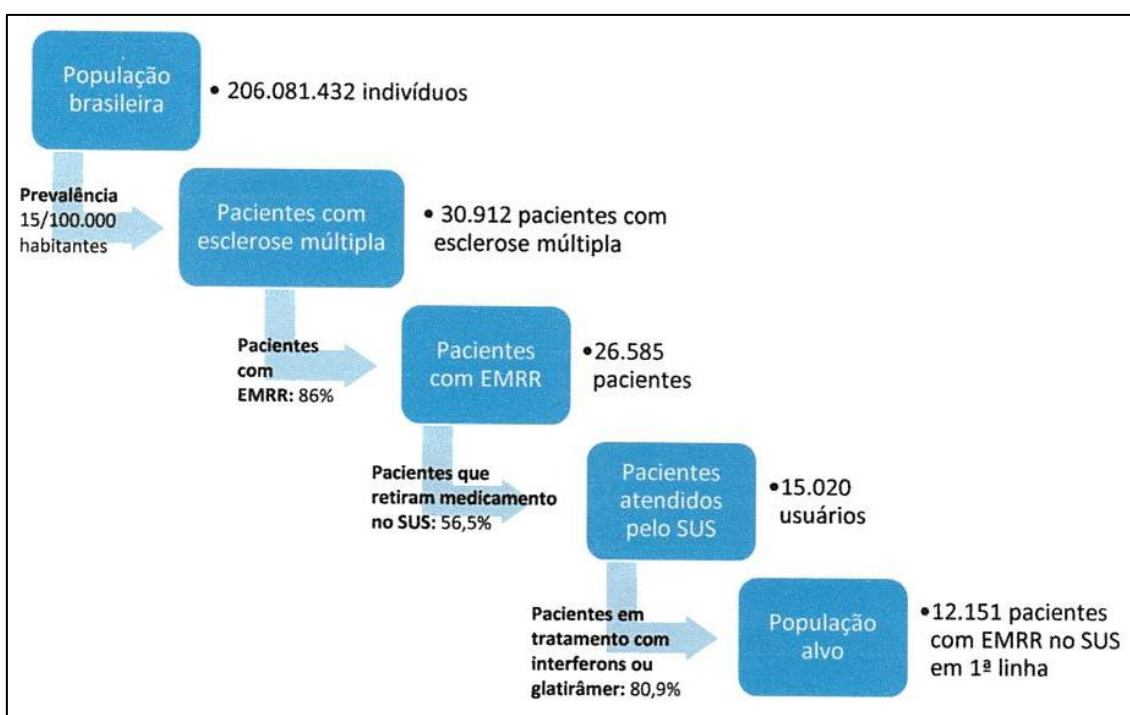 População
brasileira
• 206.081.432 indivíduos
Prevalência
15/100.000
habitantes
Pacientes com
esclerose múltipla
• 30.912 pacientes com
esclerose múltipla
Pacientes
com
EMRR: 86%
Pacientes
com EMRR
•26.585
pacientes
Pacientes que
retiram medicamento
no SUS: 56,5%
Pacientes
atendidos
pelo SUS
•15.020
usuários
Pacientes em
tratamento com
interferons ou
glatirâmer: 80,9%
População
alvo
•12.151 pacientes
com EMRR no SUS
em 1ª linha